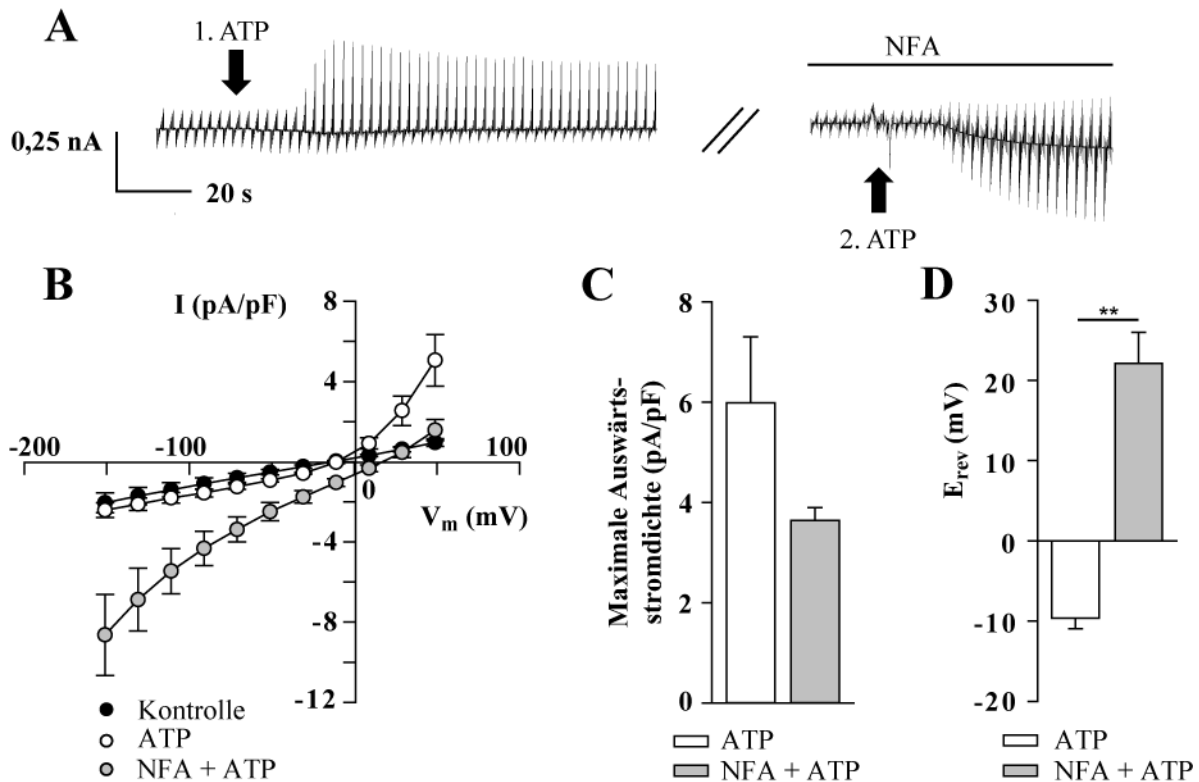 A
1. ATP
NFA
0,25 nA
20 s
2. ATP
B
I (pA/pF)
8
4
-200
-100
0
100
V_m (mV)
-4
-8
-12
Kontrolle
ATP
NFA + ATP
C
Maximale Auswärts-
stromdichte (pA/pF)
8
6
4
2
0
ATP
NFA + ATP
D
E_rev (mV)
30
20
10
0
-10
-20
**
ATP
NFA + ATP